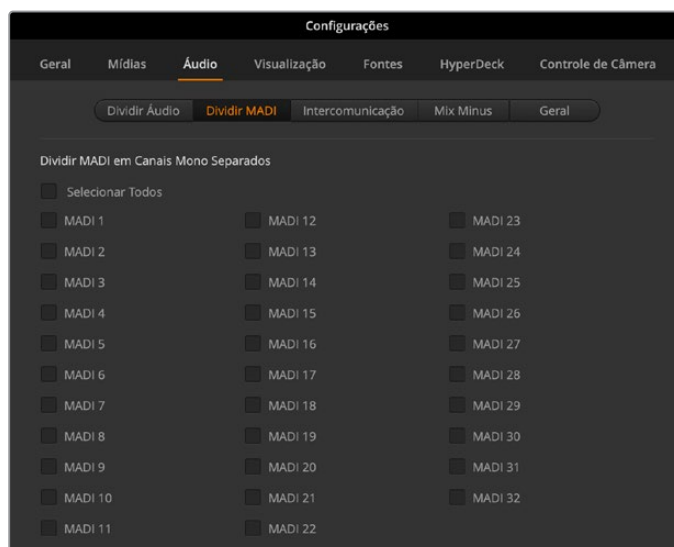 Configurações
Geral Mídias Áudio Visualização Fontes HyperDeck Controle de Câmera
Dividir Áudio Dividir MADI Intercomunicação Mix Minus Geral
Dividir MADI em Canais Mono Separados
Selecionar Todos
MADI 1 MADI 12 MADI 23
MADI 2 MADI 13 MADI 24
MADI 3 MADI 14 MADI 25
MADI 4 MADI 15 MADI 26
MADI 5 MADI 16 MADI 27
MADI 6 MADI 17 MADI 28
MADI 7 MADI 18 MADI 29
MADI 8 MADI 19 MADI 30
MADI 9 MADI 20 MADI 31
MADI 10 MADI 21 MADI 32
MADI 11 MADI 22